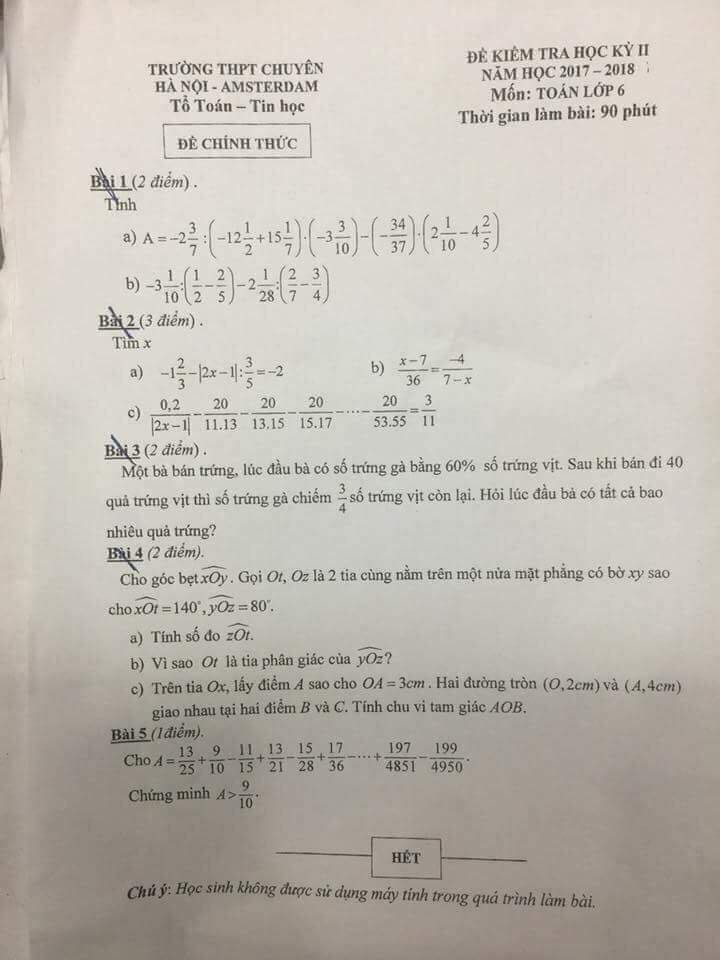 TRƯỜNG THPT CHUYÊN
HÀ NỘI - AMSTERDAM
Tổ Toán – Tin học
ĐỀ CHÍNH THỨC
ĐỀ KIỂM TRA HỌC KỲ II
NĂM HỌC 2017 – 2018
Môn: TOÁN LỚP 6
Thời gian làm bài: 90 phút
Bài 1 (2 điểm) .
Tính
a) A = −2 3/7 : (−12 1/2 + 15 1/7) . (−3 3/10) − (−34/37) . (2 1/10 − 4 2/5)
b) −3 1/10 : (1/2 − 2/5) − 2 1/28 : (2/7 − 3/4)
Bài 2 (3 điểm) .
Tìm x
a) −1 2/3 − |2x − 1| : 3/5 = −2 b) (x − 7)/36 = −4/(7 − x)
c) 0,2/|2x − 1| − 20/11.13 − 20/13.15 − 20/15.17 − ··· − 20/53.55 = 3/11
Bài 3 (2 điểm) .
Một bà bán trứng, lúc đầu bà có số trứng gà bằng 60% số trứng vịt. Sau khi bán đi 40
quả trứng vịt thì số trứng gà chiếm 3/4 số trứng vịt còn lại. Hỏi lúc đầu bà có tất cả bao
nhiêu quả trứng?
Bài 4 (2 điểm).
Cho góc bẹt xOy. Gọi Ot, Oz là 2 tia cùng nằm trên một nửa mặt phẳng có bờ xy sao
cho xOt = 140°, yOz = 80°.
a) Tính số đo zOt.
b) Vì sao Ot là tia phân giác của yOz?
c) Trên tia Ox, lấy điểm A sao cho OA = 3cm. Hai đường tròn (O,2cm) và (A,4cm)
giao nhau tại hai điểm B và C. Tính chu vi tam giác AOB.
Bài 5 (1điểm).
Cho A = 13/25 + 9/10 − 11/15 + 13/21 − 15/28 + 17/36 − ··· + 197/4851 − 199/4950.
Chứng minh A > 9/10.
HẾT
Chú ý: Học sinh không được sử dụng máy tính trong quá trình làm bài.